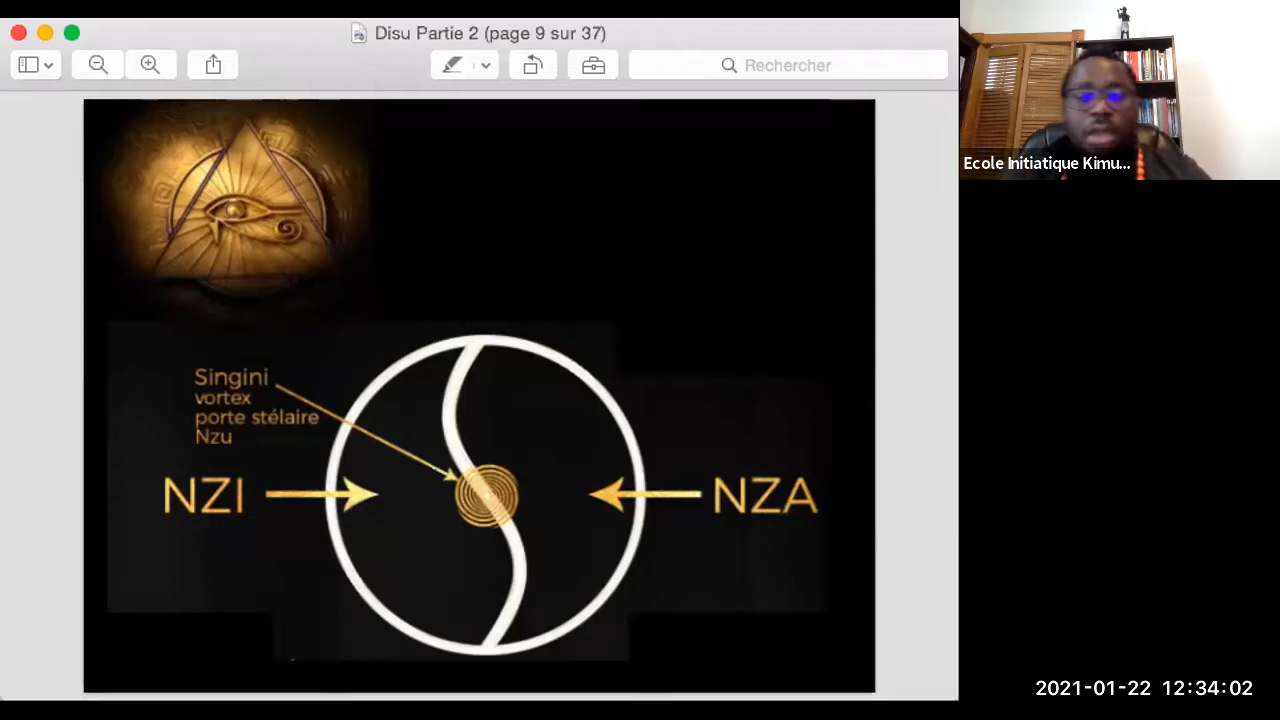 Disu Partie 2 (page 9 sur 37)
Rechercher
Ecole Initiatique Kimu...
Singini
vortex
porte stélaire
Nzu
NZI
NZA
2021-01-22 12:34:02